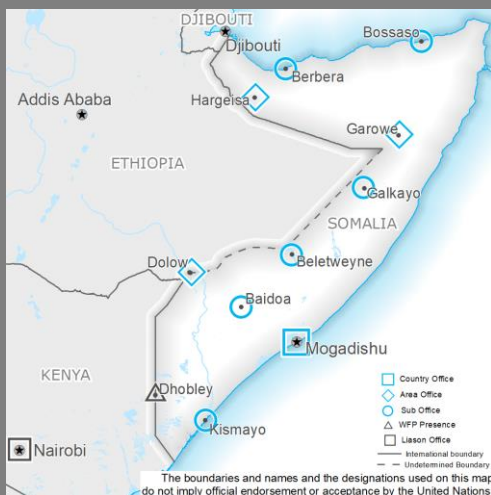 DJIBOUTI
Djibouti
Bossaso
Berbera
Addis Ababa
Hargeisa
Garowe
ETHIOPIA
Galkayo
SOMALIA
Dolow
Beletweyne
Baidoa
Mogadishu
KENYA
Dhobley
Kismayo
Nairobi
Country Office
Area Office
Sub Office
WFP Presence
Liason Office
International boundary
Undetermined Boundary
The boundaries and names and the designations used on this map
do not imply official endorsement or acceptance by the United Nations